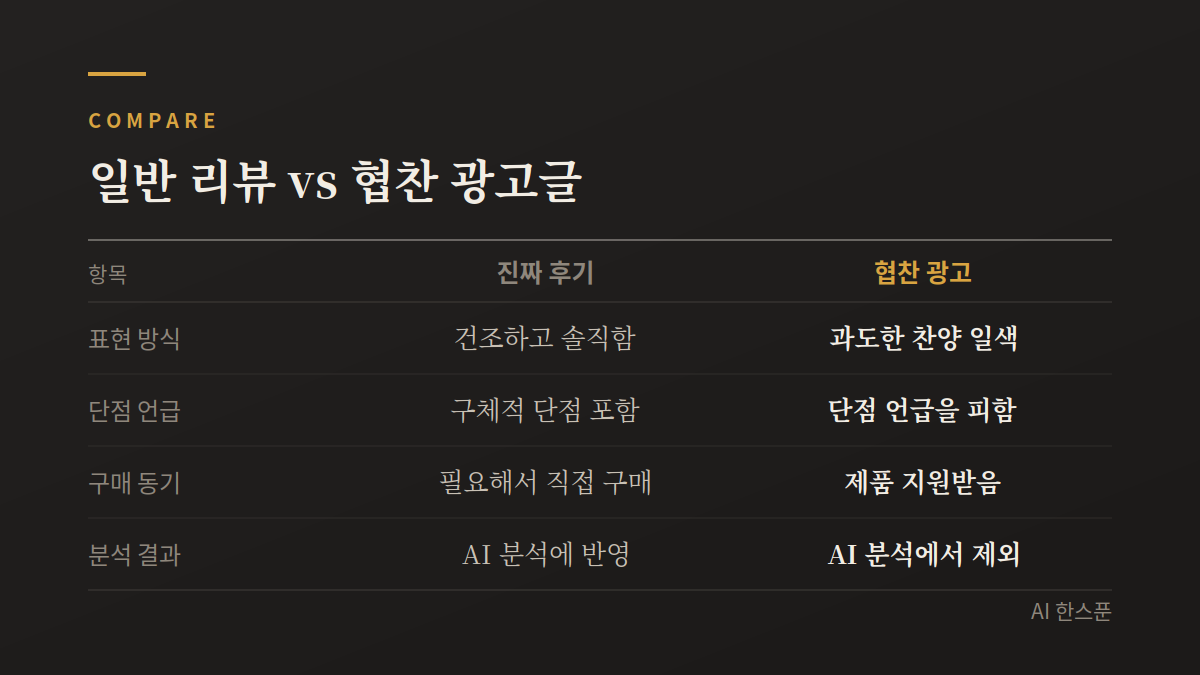 COMPARE
일반 리뷰 vs 협찬 광고글
항목 진짜 후기 협찬 광고
표현 방식 건조하고 솔직함 과도한 찬양 일색
단점 언급 구체적 단점 포함 단점 언급을 피함
구매 동기 필요해서 직접 구매 제품 지원받음
분석 결과 AI 분석에 반영 AI 분석에서 제외
AI 한스푼